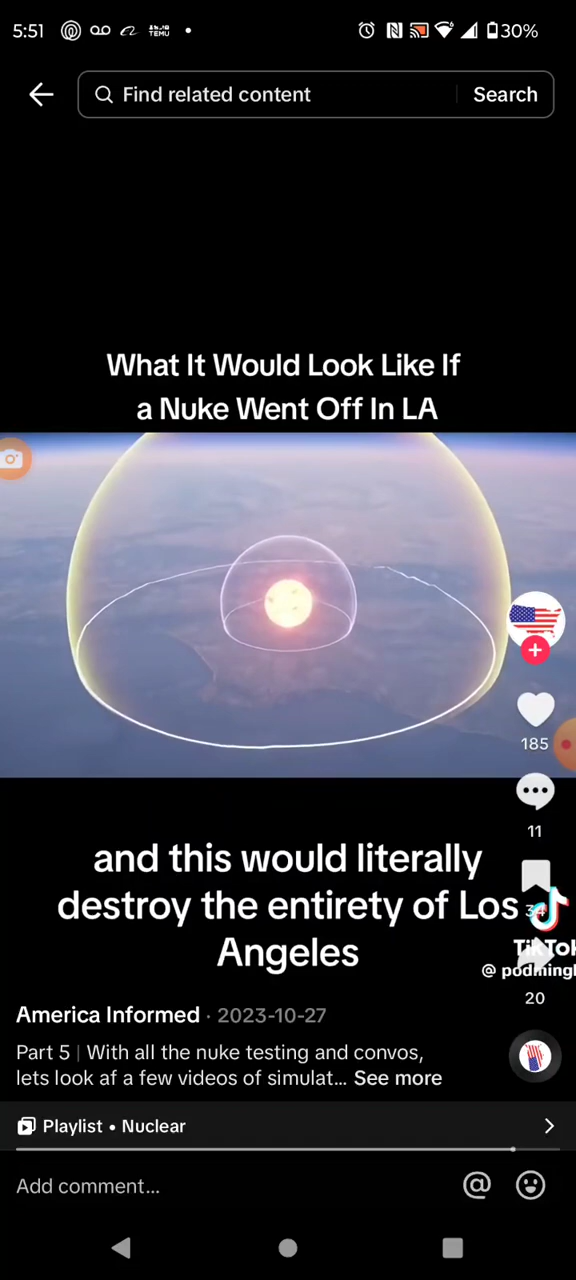 5:51
TEMU
30%
Find related content
Search
What It Would Look Like If
a Nuke Went Off In LA
185
11
and this would literally
destroy the entirety of Los
Angeles
TikTok
@ podmingl
20
America Informed · 2023-10-27
Part 5 | With all the nuke testing and convos,
lets look af a few videos of simulat... See more
Playlist • Nuclear
Add comment...